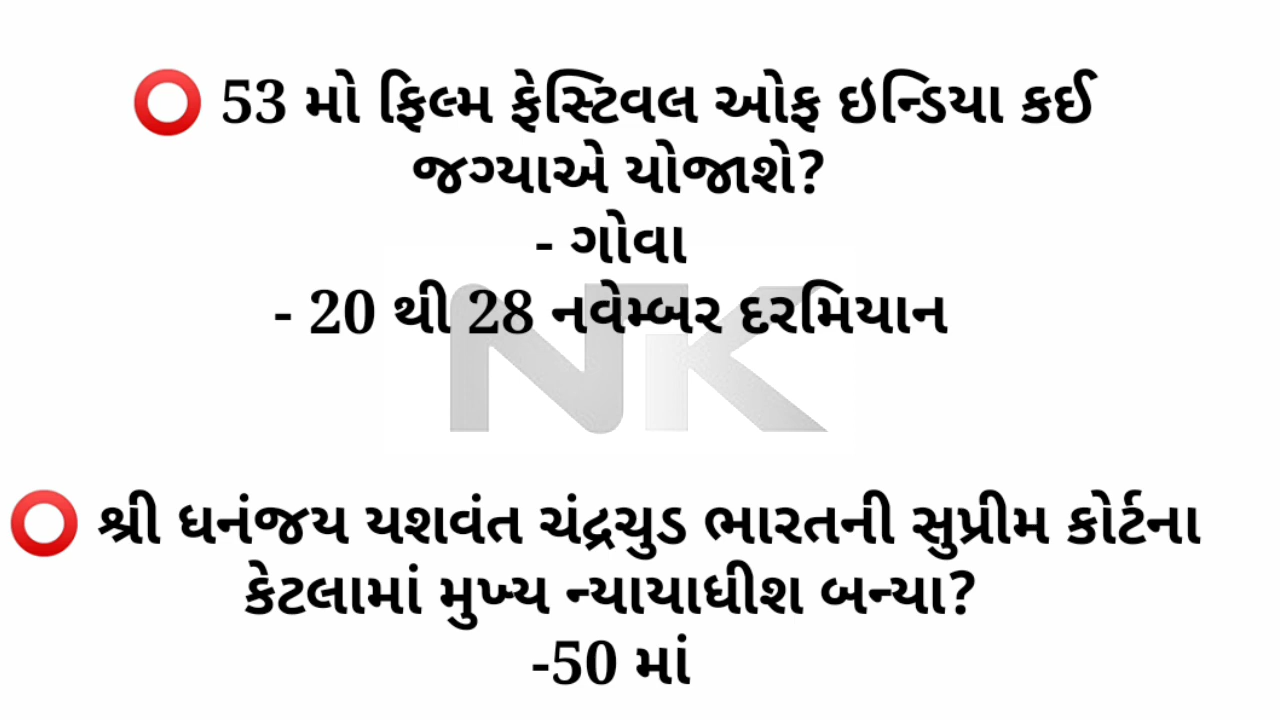 ⭕ 53 મો ફિલ્મ ફેસ્ટિવલ ઓફ ઇન્ડિયા કઈ
જગ્યાએ યોજાશે?
- ગોવા
- 20 થી 28 નવેમ્બર દરમિયાન
NK
⭕ શ્રી ધનંજય યશવંત ચંદ્રચુડ ભારતની સુપ્રીમ કોર્ટના
કેટલામાં મુખ્ય ન્યાયાધીશ બન્યા?
-50 માં